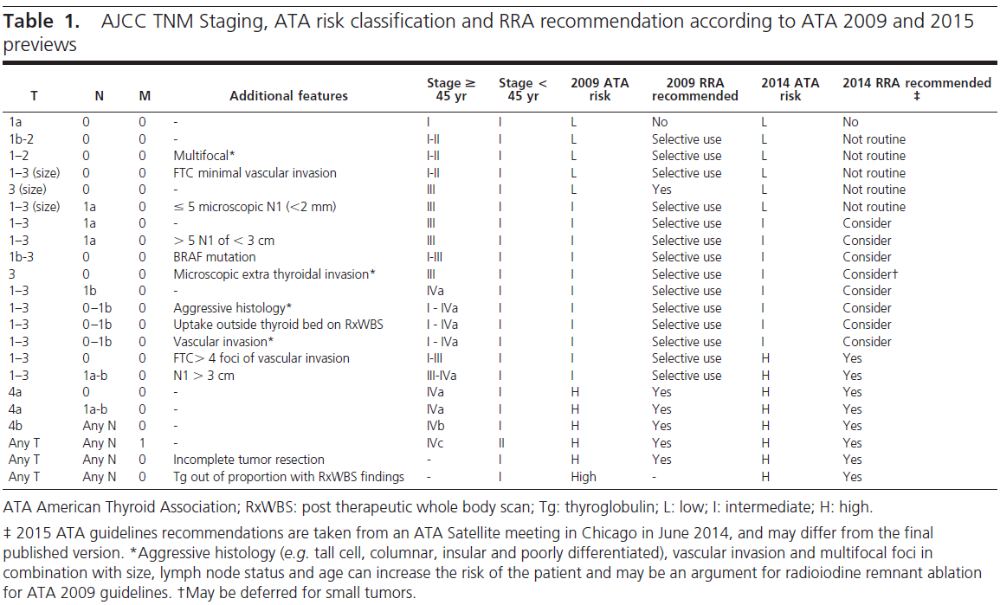 Table 1. AJCC TNM Staging, ATA risk classification and RRA recommendation according to ATA 2009 and 2015
previews
T N M Additional features Stage ≥ 45 yr Stage < 45 yr 2009 ATA risk 2009 RRA recommended 2014 ATA risk 2014 RRA recommended ‡
1a 0 0 - I I L No L No
1b-2 0 0 - I-II I L Selective use L Not routine
1–2 0 0 Multifocal* I-II I L Selective use L Not routine
1–3 (size) 0 0 FTC minimal vascular invasion I-II I L Selective use L Not routine
3 (size) 0 0 - III I L Yes L Not routine
1–3 (size) 1a 0 ≤ 5 microscopic N1 (<2 mm) III I I Selective use L Not routine
1–3 1a 0 - III I I Selective use I Consider
1–3 1a 0 > 5 N1 of < 3 cm III I I Selective use I Consider
1b-3 0 0 BRAF mutation I-III I I Selective use I Consider
3 0 0 Microscopic extra thyroidal invasion* III I I Selective use I Consider†
1–3 1b 0 - IVa I I Selective use I Consider
1–3 0–1b 0 Aggressive histology* I - IVa I I Selective use I Consider
1–3 0–1b 0 Uptake outside thyroid bed on RxWBS I - IVa I I Selective use I Consider
1–3 0–1b 0 Vascular invasion* I - IVa I I Selective use I Consider
1–3 0 0 FTC> 4 foci of vascular invasion I-III I I Selective use H Yes
1–3 1a-b 0 N1 > 3 cm III-IVa I I Selective use H Yes
4a 0 0 - IVa I H Yes H Yes
4a 1a-b 0 - IVa I H Yes H Yes
4b Any N 0 - IVb I H Yes H Yes
Any T Any N 1 - IVc II H Yes H Yes
Any T Any N 0 Incomplete tumor resection - I H Yes H Yes
Any T Any N 0 Tg out of proportion with RxWBS findings - I High - H Yes
ATA American Thyroid Association; RxWBS: post therapeutic whole body scan; Tg: thyroglobulin; L: low; I: intermediate; H: high.
‡ 2015 ATA guidelines recommendations are taken from an ATA Satellite meeting in Chicago in June 2014, and may differ from the final
published version. *Aggressive histology (e.g. tall cell, columnar, insular and poorly differentiated), vascular invasion and multifocal foci in
combination with size, lymph node status and age can increase the risk of the patient and may be an argument for radioiodine remnant ablation
for ATA 2009 guidelines. †May be deferred for small tumors.